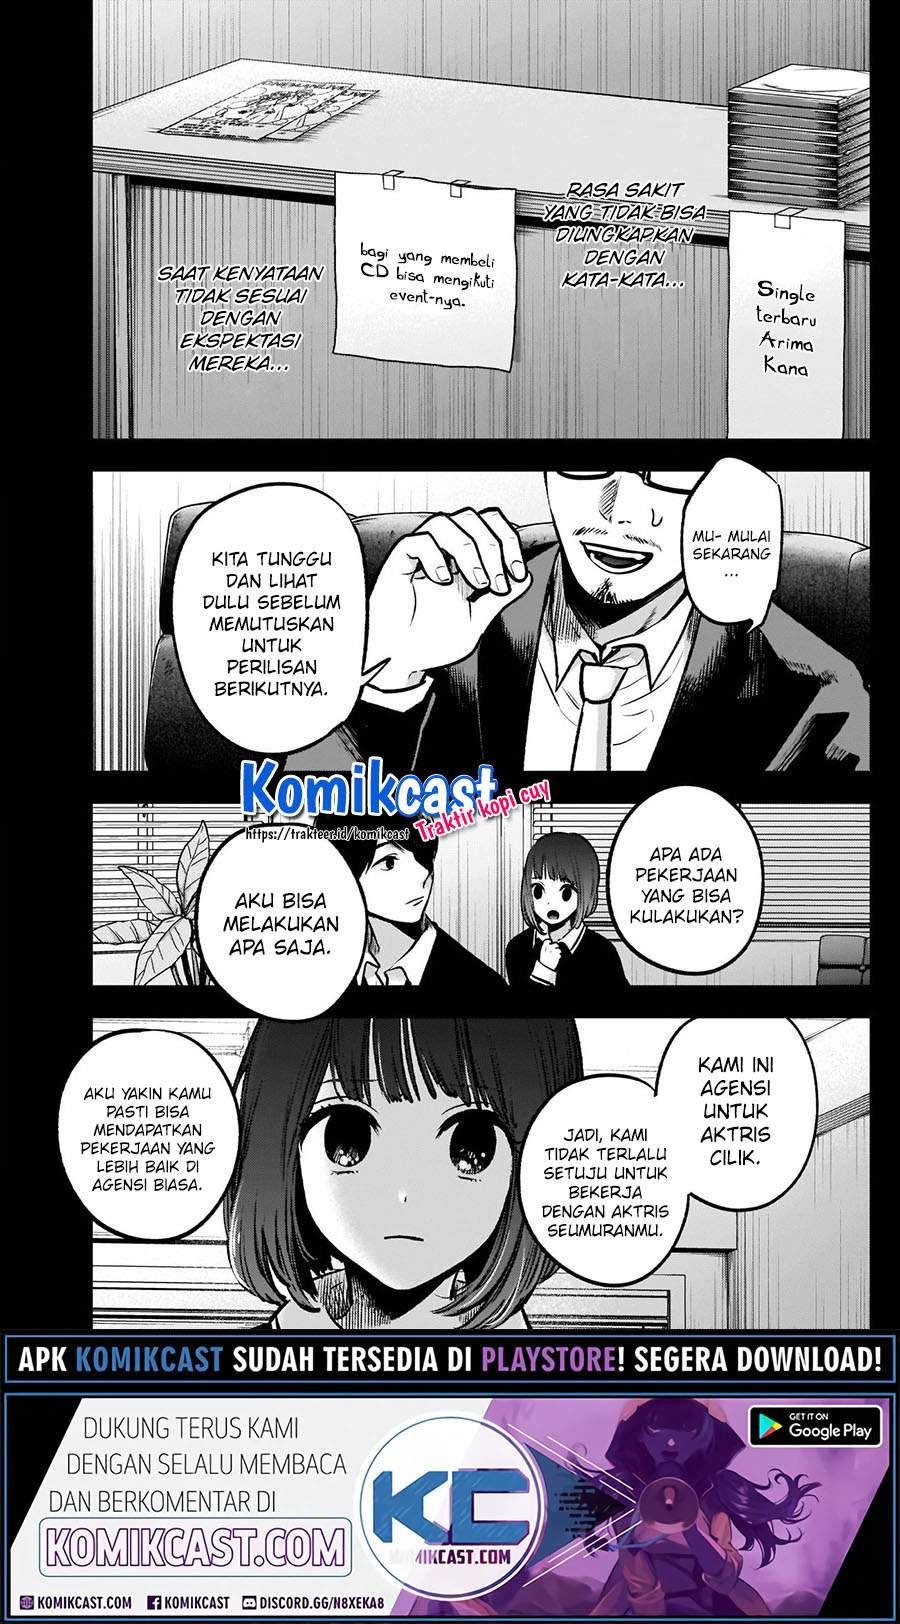 CINEMANLIVE
RASA SAKIT
YANG TIDAK BISA
DIUNGKAPKAN
DENGAN
KATA-KATA...
Single
terbaru
Arima
Kana
bagi yang membeli
CD bisa mengikuti
event-nya.
SAAT KENYATAAN
TIDAK SESUAI
DENGAN
EKSPEKTASI
MEREKA...
MU- MULAI
SEKARANG
...
KITA TUNGGU
DAN LIHAT
DULU SEBELUM
MEMUTUSKAN
UNTUK
PERILISAN
BERIKUTNYA.
Komikcast
https://trakteer.id/komikcast
Traktir kopi cuy
APA ADA
PEKERJAAN
YANG BISA
KULAKUKAN?
AKU BISA
MELAKUKAN
APA SAJA.
KAMI INI
AGENSI
UNTUK
AKTRIS
CILIK.
JADI, KAMI
TIDAK TERLALU
SETUJU UNTUK
BEKERJA
DENGAN AKTRIS
SEUMURANMU.
AKU YAKIN KAMU
PASTI BISA
MENDAPATKAN
PEKERJAAN YANG
LEBIH BAIK DI
AGENSI BIASA.
APK KOMIKCAST SUDAH TERSEDIA DI PLAYSTORE! SEGERA DOWNLOAD!
DUKUNG TERUS KAMI
DENGAN SELALU MEMBACA
DAN BERKOMENTAR DI
KOMIKCAST.COM
KC
KOMIKCAST.COM
GET IT ON
Google Play
KOMIKCAST.COM KOMIKCAST DISCORD.GG/N8XEKA8